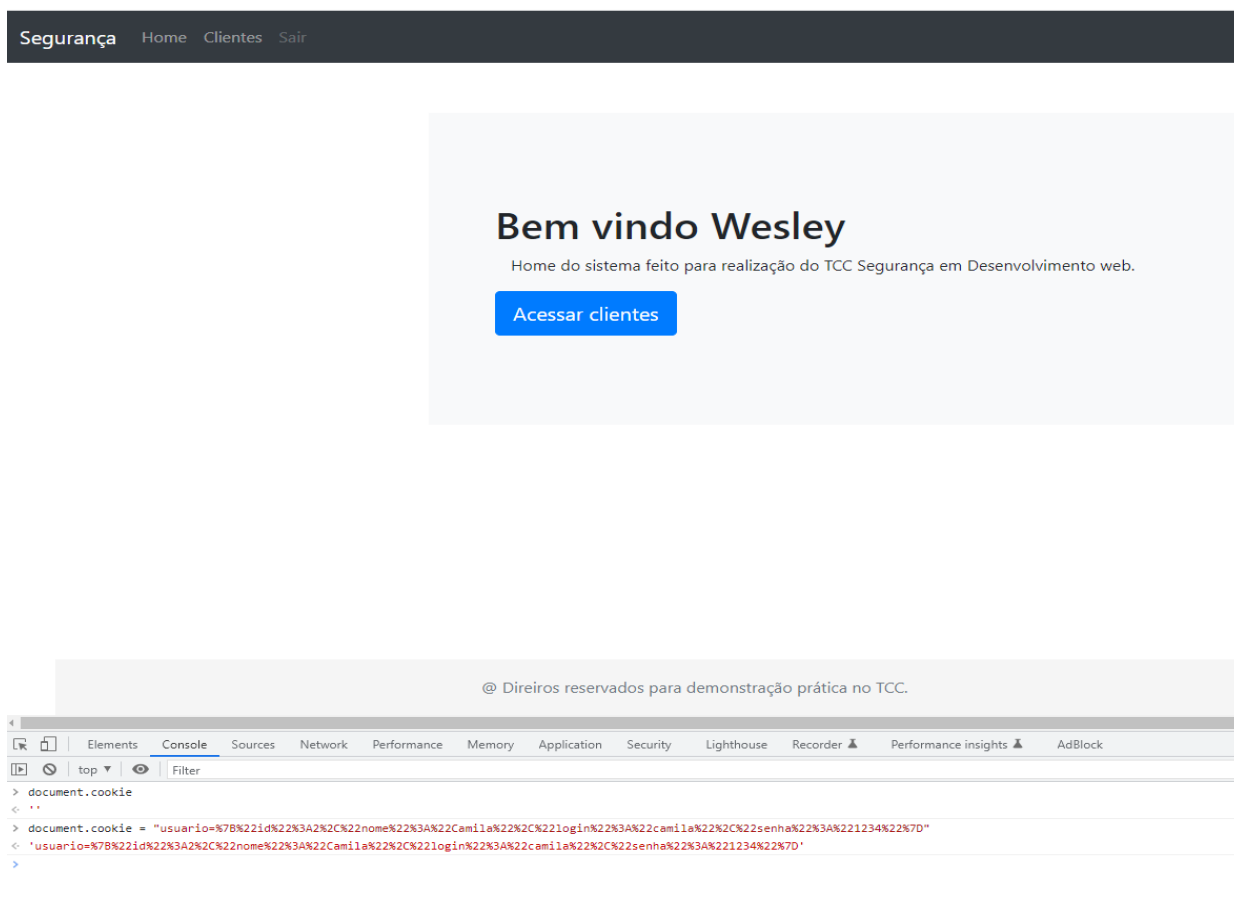 Segurança Home Clientes Sair
Bem vindo Wesley
Home do sistema feito para realização do TCC Segurança em Desenvolvimento web.
Acessar clientes
@ Direiros reservados para demonstração prática no TCC.
Elements Console Sources Network Performance Memory Application Security Lighthouse Recorder Performance insights AdBlock
top ▼ Filter
> document.cookie
< ''
> document.cookie = "usuario=%7B%22id%22%3A2%2C%22nome%22%3A%22Camila%22%2C%22login%22%3A%22camila%22%2C%22senha%22%3A%221234%22%7D"
< 'usuario=%7B%22id%22%3A2%2C%22nome%22%3A%22Camila%22%2C%22login%22%3A%22camila%22%2C%22senha%22%3A%221234%22%7D'
>